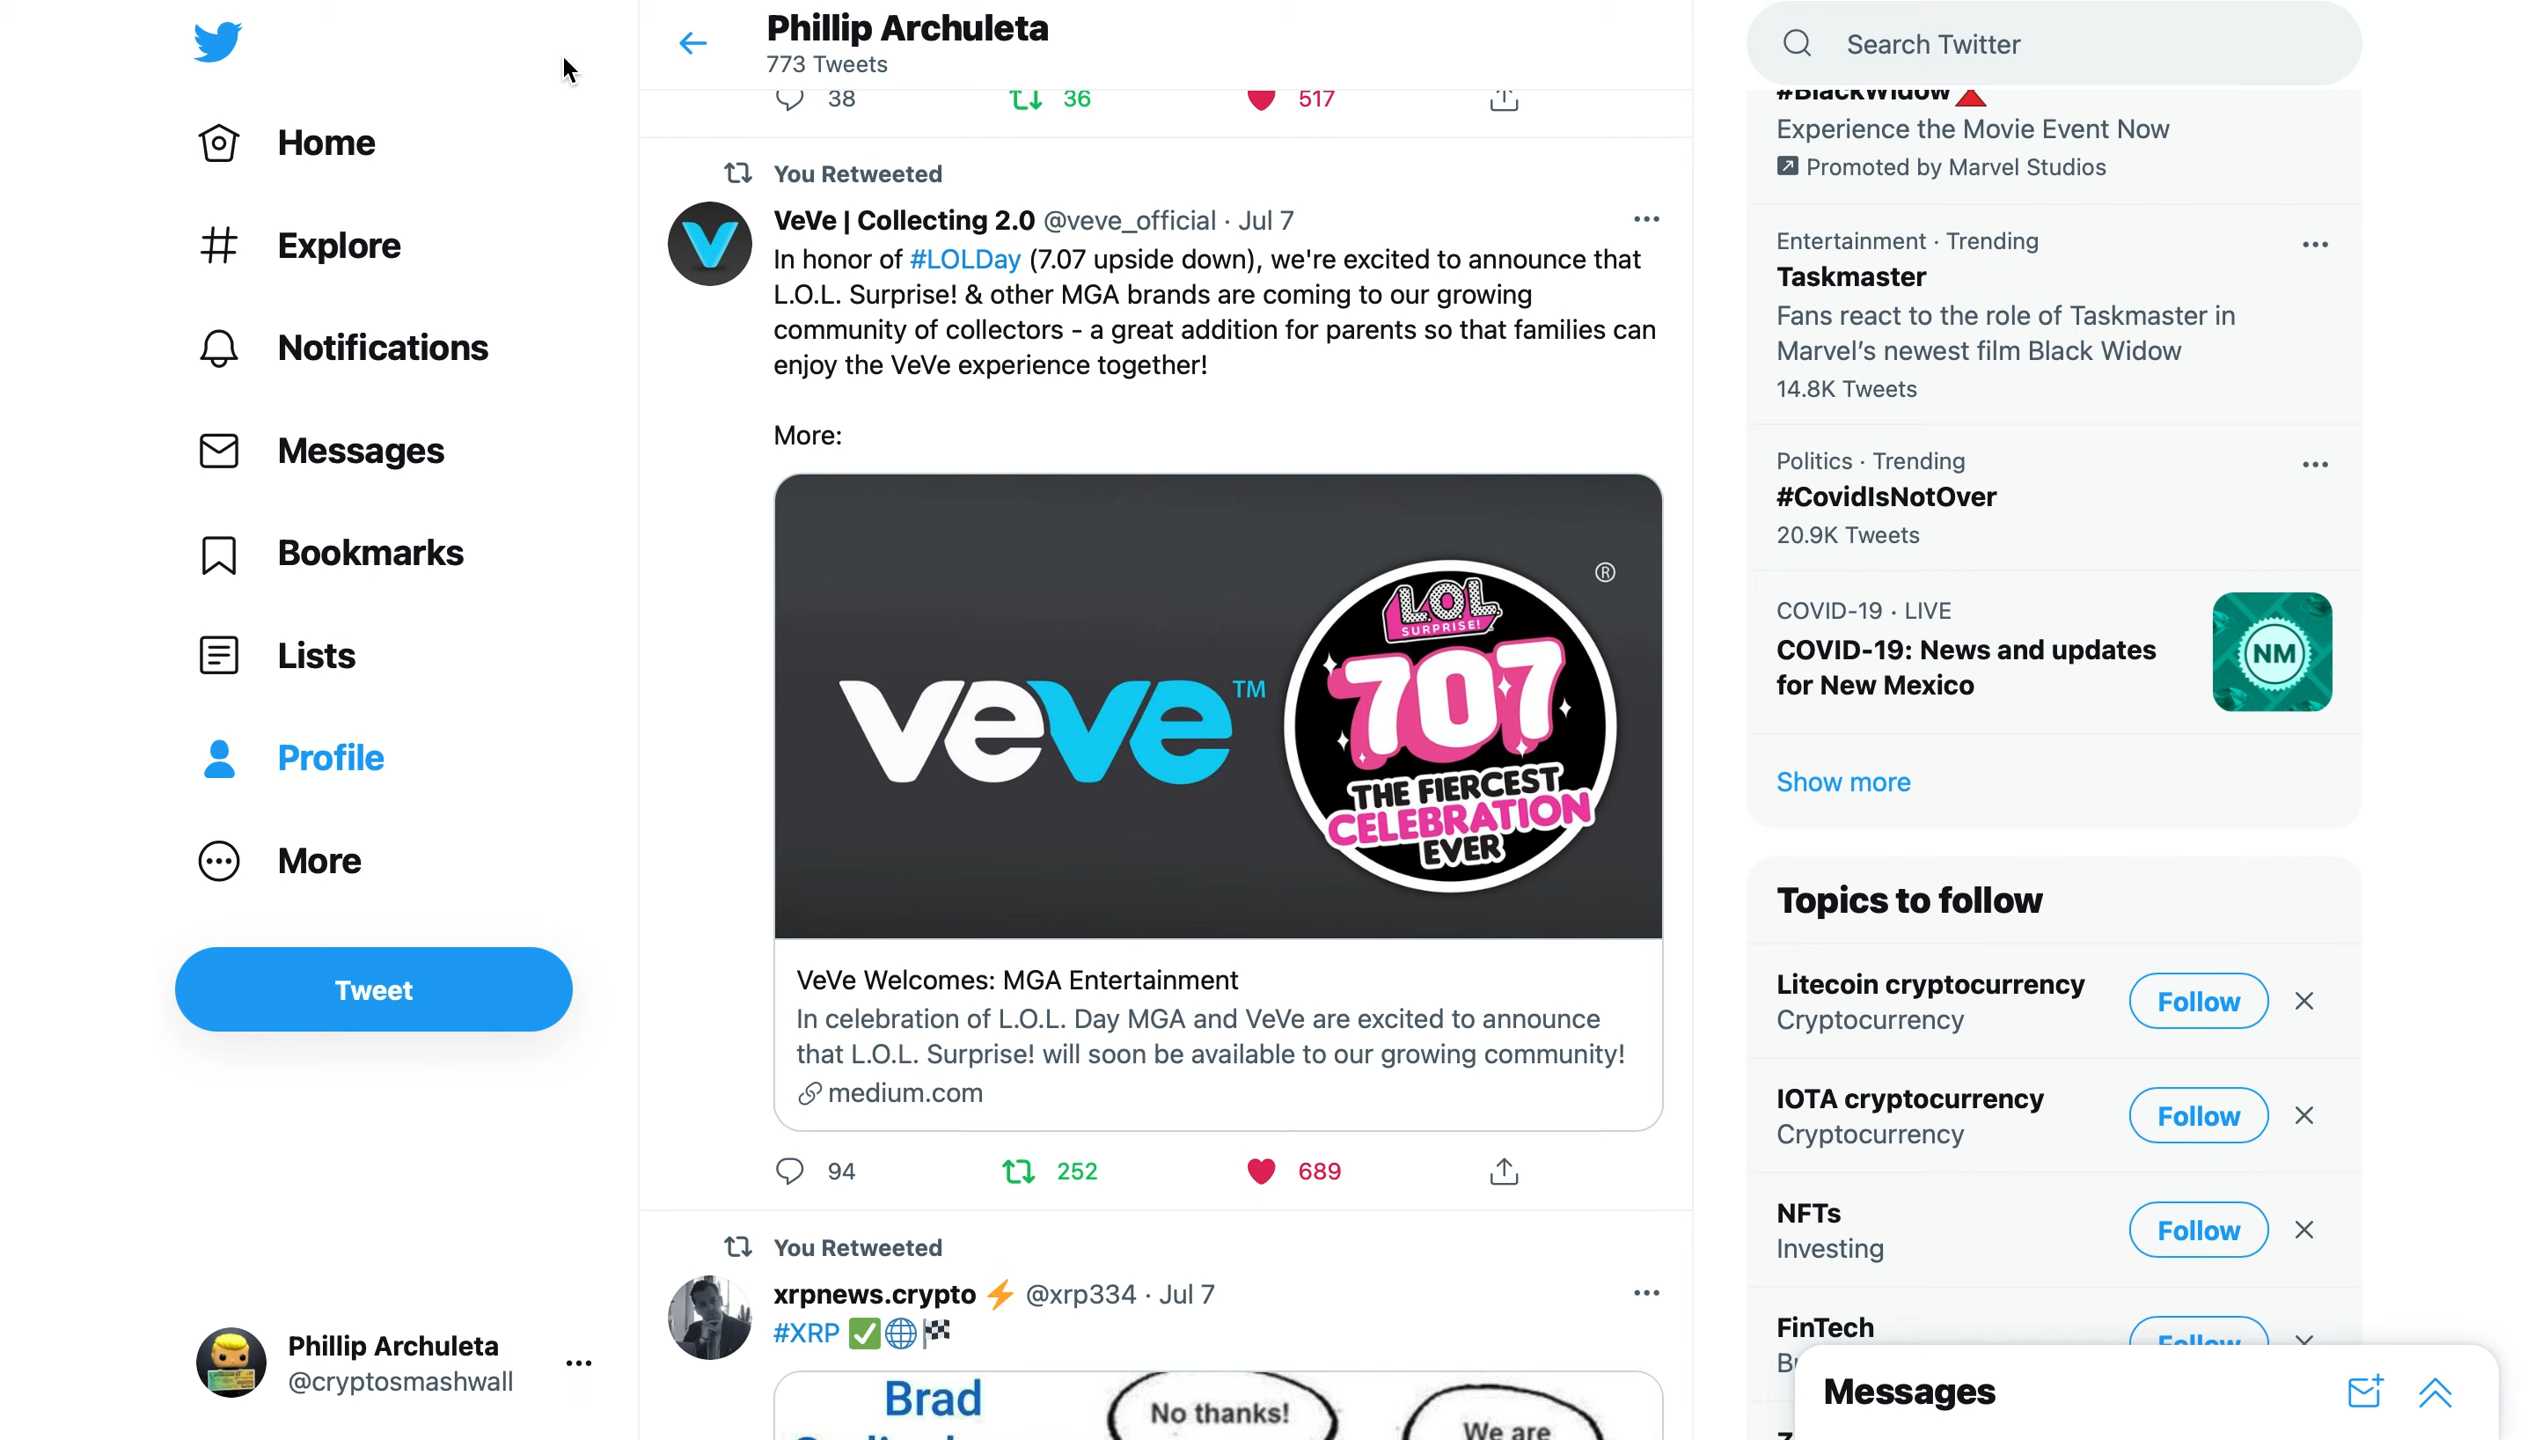 Home
Explore
Notifications
Messages
Bookmarks
Lists
Profile
More
Tweet
Phillip Archuleta
@cryptosmashwall
Phillip Archuleta
773 Tweets
38 36 517
You Retweeted
VeVe | Collecting 2.0 @veve_official · Jul 7
In honor of #LOLDay (7.07 upside down), we're excited to announce that
L.O.L. Surprise! & other MGA brands are coming to our growing
community of collectors - a great addition for parents so that families can
enjoy the VeVe experience together!
More:
veve™
®
L.O.L.
SURPRISE!
707
THE FIERCEST
CELEBRATION
EVER
VeVe Welcomes: MGA Entertainment
In celebration of L.O.L. Day MGA and VeVe are excited to announce
that L.O.L. Surprise! will soon be available to our growing community!
medium.com
94 252 689
You Retweeted
xrpnews.crypto ⚡ @xrp334 · Jul 7
#XRP ✅🌐🏁
Brad
No thanks!
We are
Search Twitter
#BlackWidow
Experience the Movie Event Now
Promoted by Marvel Studios
Entertainment · Trending
Taskmaster
Fans react to the role of Taskmaster in
Marvel’s newest film Black Widow
14.8K Tweets
Politics · Trending
#CovidIsNotOver
20.9K Tweets
COVID-19 · LIVE
COVID-19: News and updates
for New Mexico
NM
Show more
Topics to follow
Litecoin cryptocurrency
Cryptocurrency
Follow
IOTA cryptocurrency
Cryptocurrency
Follow
NFTs
Investing
Follow
FinTech
Follow
Messages